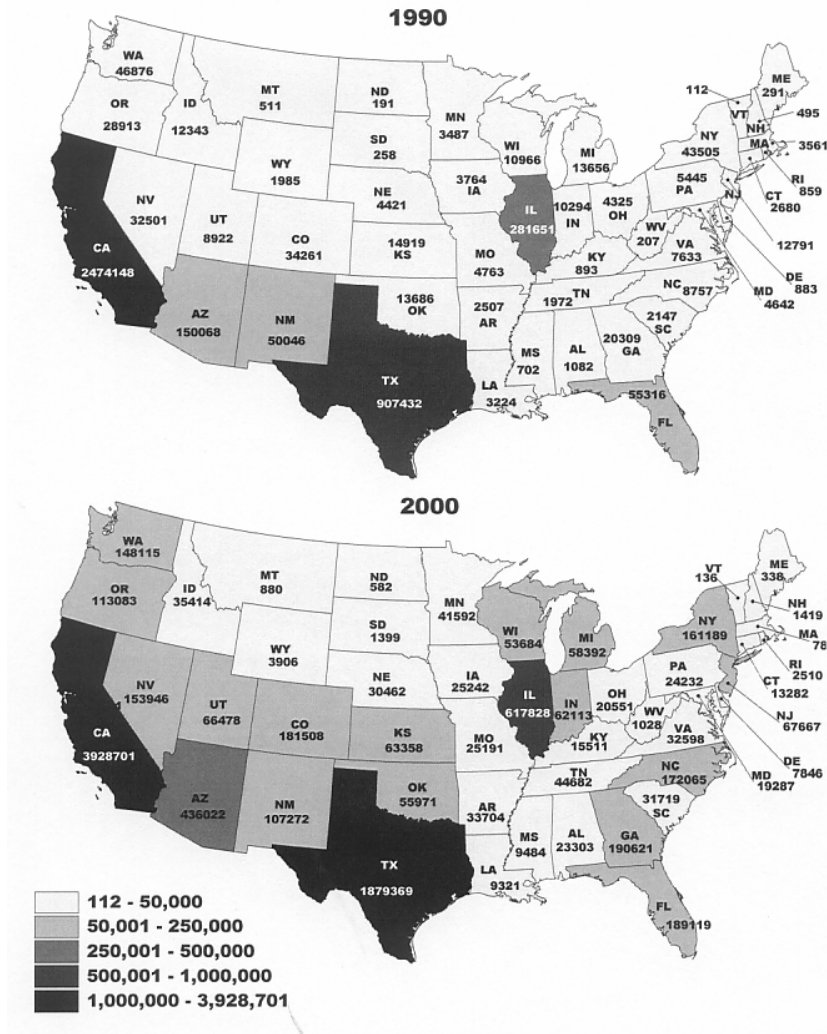 1990
WA
46876
OR
28913
ID
12343
MT
511
ND
191
SD
258
WY
1985
NE
4421
NV
32501
UT
8922
CO
34261
14919
KS
CA
2474148
AZ
150068
NM
50046
13686
OK
TX
907432
MN
3487
3764
IA
WI
10966
MI
13656
IL
281651
10294
IN
4325
OH
MO
4763
KY
893
WV
207
VA
7633
TN
1972
NC
8757
2507
AR
MS
702
AL
1082
20309
GA
2147
SC
LA
3224
55316
FL
5445
PA
NY
43505
112
VT
NH
495
ME
291
MA
3561
RI
859
CT
2680
NJ
12791
DE
883
MD
4642
2000
WA
148115
OR
113083
ID
35414
MT
880
ND
582
SD
1399
WY
3906
NE
30462
NV
153946
UT
66478
CO
181508
KS
63358
CA
3928701
AZ
436022
NM
107272
OK
55971
TX
1879369
MN
41592
IA
25242
WI
53684
MI
58392
IL
617828
IN
62113
OH
20551
MO
25191
KY
15511
WV
1028
VA
32598
TN
44682
NC
172065
AR
33704
MS
9484
AL
23303
GA
190621
31719
SC
LA
9321
FL
189119
PA
24232
NY
161189
VT
136
ME
338
NH
1419
MA
78
RI
2510
CT
13282
NJ
67667
DE
7846
MD
19287
112 - 50,000
50,001 - 250,000
250,001 - 500,000
500,001 - 1,000,000
1,000,000 - 3,928,701